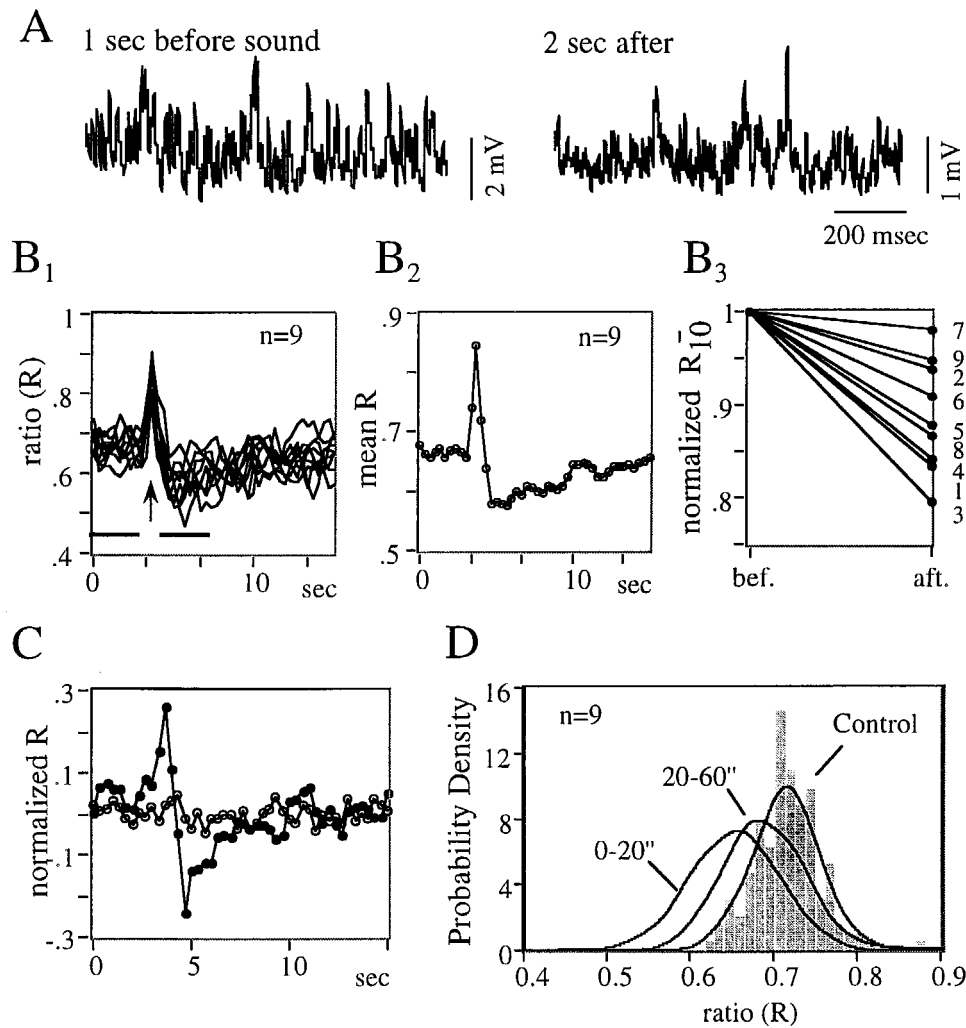 A
1 sec before sound
2 sec after
2 mV
1 mV
200 msec
B1
n=9
ratio (R)
1
.8
.6
.4
0
10
sec
B2
n=9
mean R
.9
.7
.5
0
10
sec
B3
normalized R10
1
.9
.8
bef.
aft.
7
9
2
6
5
8
4
1
3
C
normalized R
.3
.1
-.1
-.3
0
5
10
sec
D
n=9
Control
20-60"
0-20"
Probability Density
16
12
8
4
0
0.4
0.5
0.6
0.7
0.8
0.9
ratio (R)